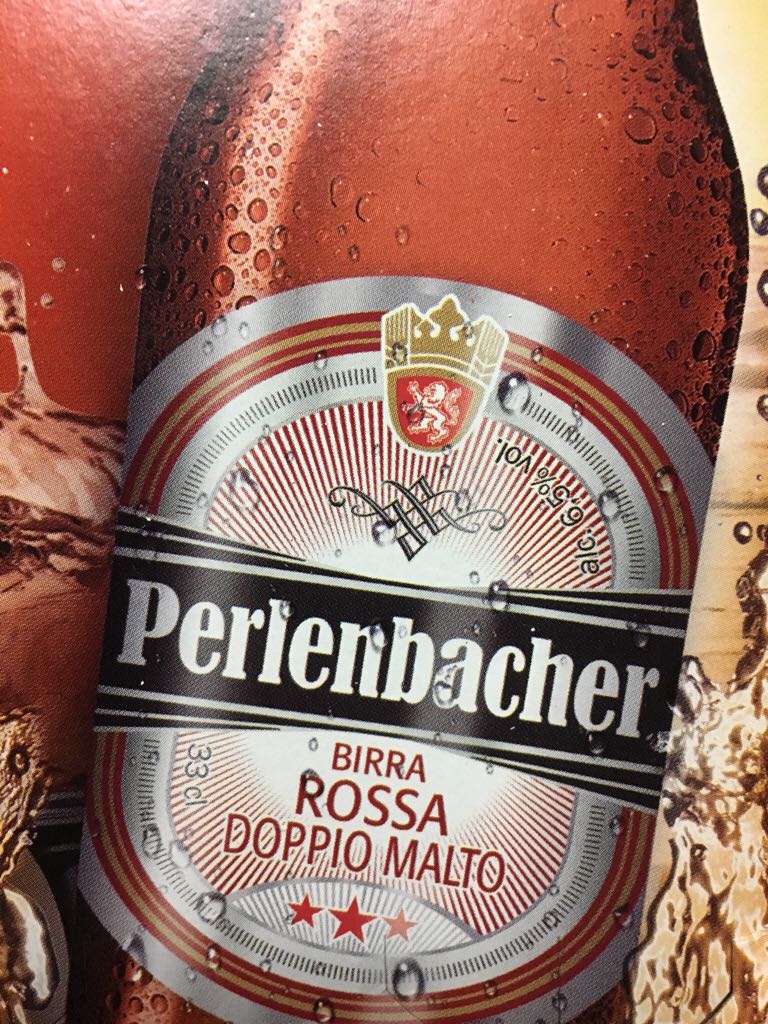 alc. 6,5% vol.
Perlenbacher
33 cl
BIRRA
ROSSA
DOPPIO MALTO